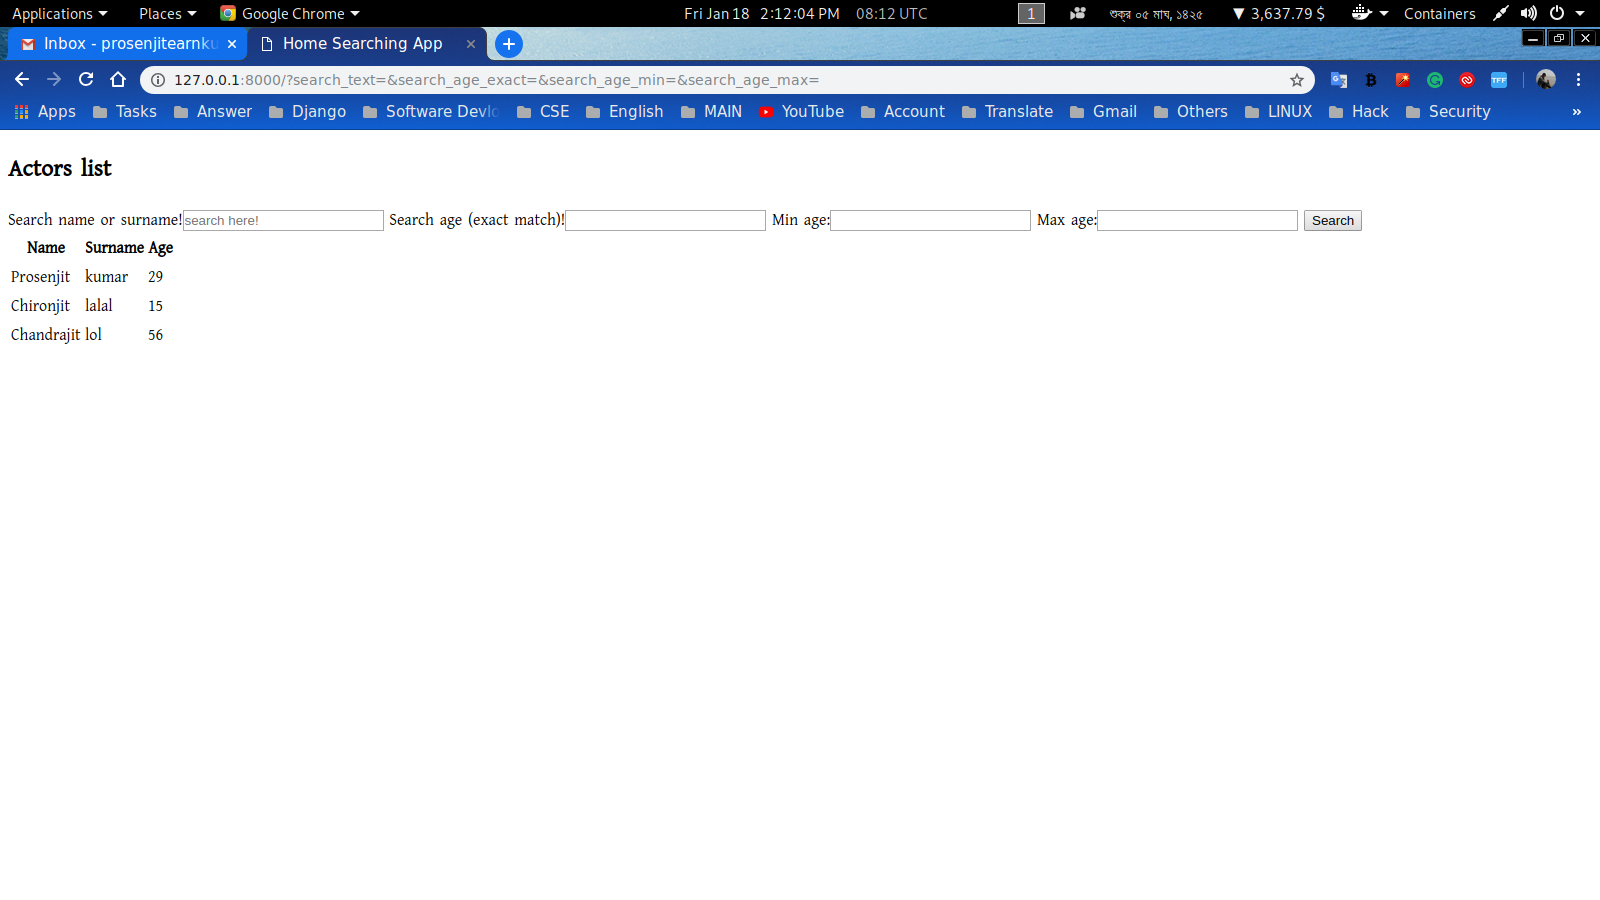 Applications Places Google Chrome Fri Jan 18 2:12:04 PM 08:12 UTC 1 শুক্র ০৫ মাঘ, ১৪২৫ ▼ 3,637.79 $ Containers
Inbox - prosenjitearnku Home Searching App
127.0.0.1:8000/?search_text=&search_age_exact=&search_age_min=&search_age_max=
Apps Tasks Answer Django Software Devlo CSE English MAIN YouTube Account Translate Gmail Others LINUX Hack Security »
Actors list
Search name or surname! search here! Search age (exact match)! Min age: Max age: Search
Name Surname Age
Prosenjit kumar 29
Chironjit lalal 15
Chandrajit lol 56